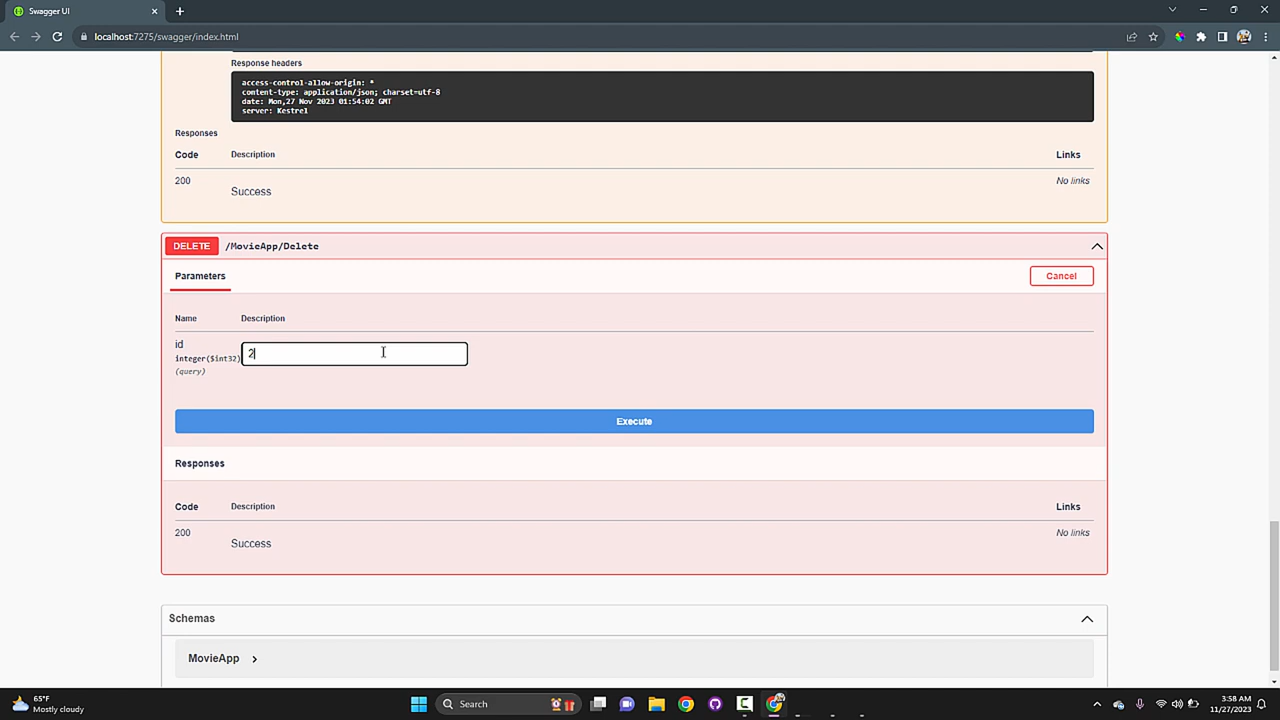 Swagger UI
localhost:7275/swagger/index.html
Response headers
access-control-allow-origin: *
content-type: application/json; charset=utf-8
date: Mon,27 Nov 2023 01:54:02 GMT
server: Kestrel
Responses
Code Description Links
200 Success No links
DELETE /MovieApp/Delete
Parameters Cancel
Name Description
id
integer($int32) 2
(query)
Execute
Responses
Code Description Links
200 Success No links
Schemas
MovieApp
65°F
Mostly cloudy
Search
3:58 AM
11/27/2023